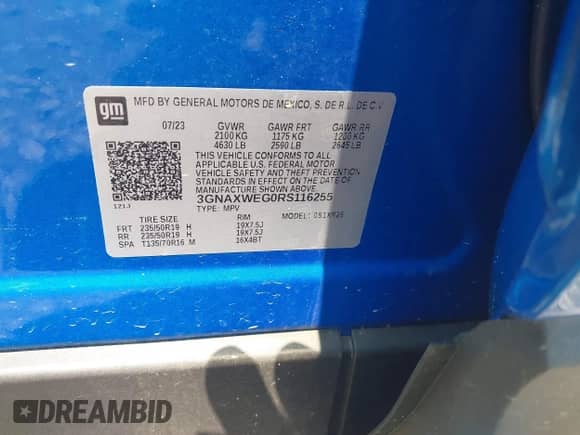 gm
MFD BY GENERAL MOTORS DE MEXICO, S. DE R.L. DE C.V
07/23 GVWR GAWR FRT GAWR RR
2100 KG 1175 KG 1200 KG
4630 LB 2590 LB 2645 LB
THIS VEHICLE CONFORMS TO ALL
APPLICABLE U.S. FEDERAL MOTOR
VEHICLE SAFETY AND THEFT PREVENTION
STANDARDS IN EFFECT ON THE DATE OF
MANUFACTURE SHOWN ABOVE.
3GNAXWEG0RS116255
121J
TYPE: MPV MODEL: 0S1XR26
TIRE SIZE RIM
FRT 235/50R19 H 19X7.5J
RR 235/50R19 H 19X7.5J
SPA T135/70R16 M 16X4BT
DREAMBID